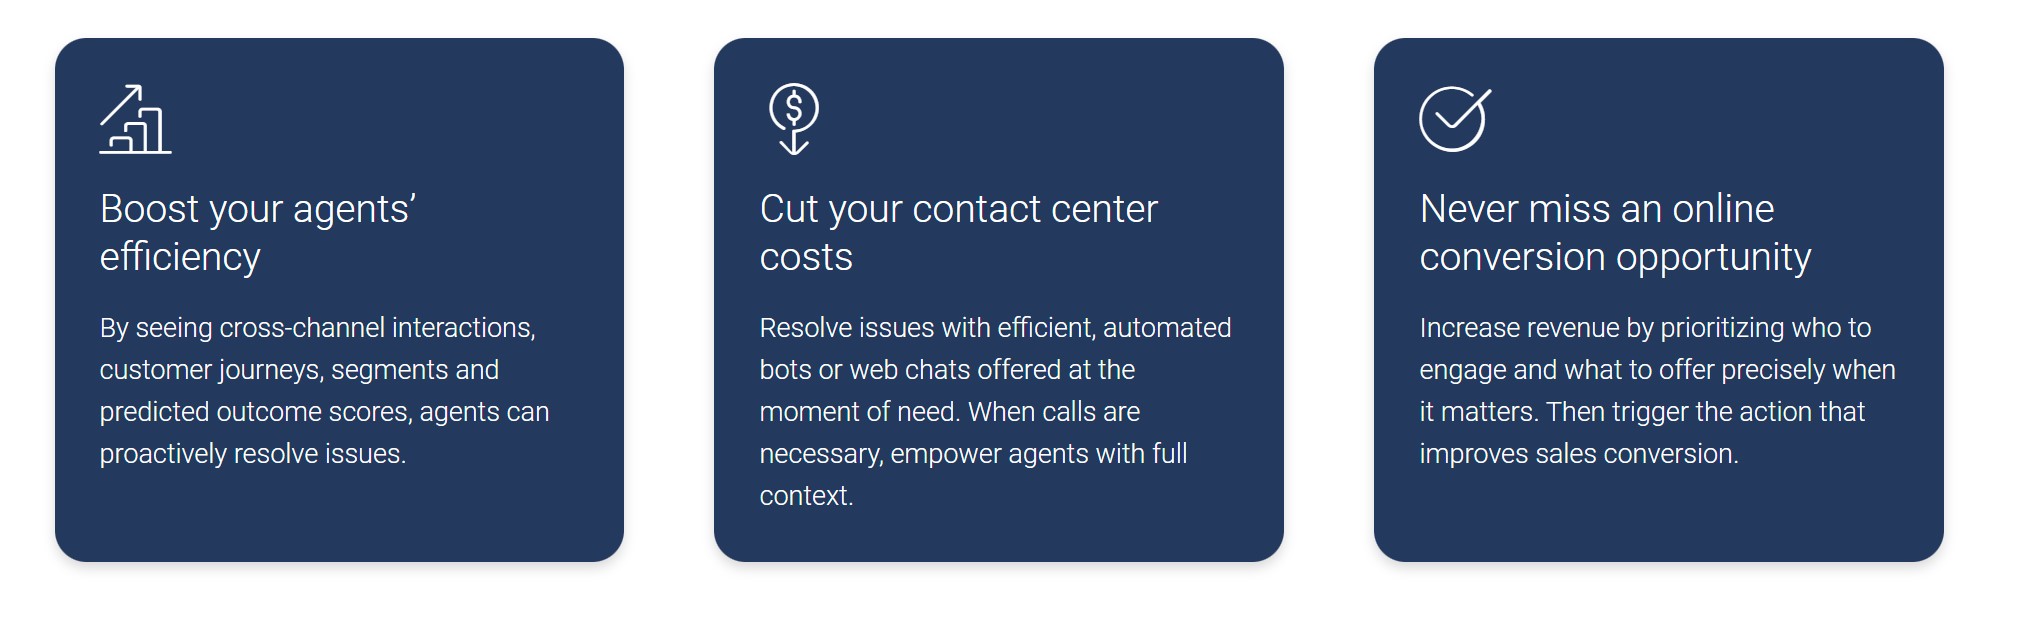 Boost your agents’
efficiency
By seeing cross-channel interactions,
customer journeys, segments and
predicted outcome scores, agents can
proactively resolve issues.
Cut your contact center
costs
Resolve issues with efficient, automated
bots or web chats offered at the
moment of need. When calls are
necessary, empower agents with full
context.
Never miss an online
conversion opportunity
Increase revenue by prioritizing who to
engage and what to offer precisely when
it matters. Then trigger the action that
improves sales conversion.